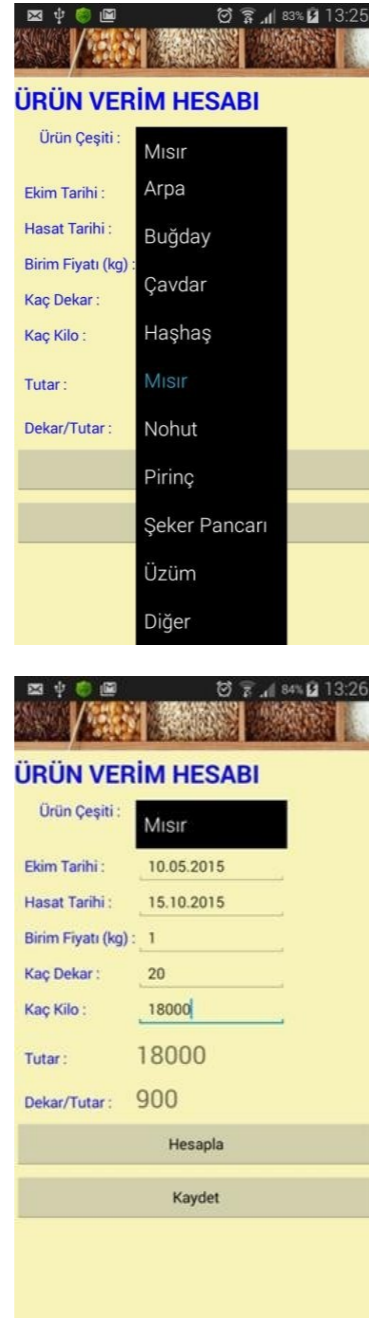 83% 13:25
ÜRÜN VERİM HESABI
Ürün Çeşiti :
Mısır
Arpa
Ekim Tarihi :
Hasat Tarihi :
Buğday
Birim Fiyatı (kg) :
Çavdar
Kaç Dekar :
Kaç Kilo :
Haşhaş
Tutar :
Mısır
Dekar/Tutar :
Nohut
Pirinç
Şeker Pancarı
Üzüm
Diğer
84% 13:26
ÜRÜN VERİM HESABI
Ürün Çeşiti :
Mısır
Ekim Tarihi : 10.05.2015
Hasat Tarihi : 15.10.2015
Birim Fiyatı (kg) : 1
Kaç Dekar : 20
Kaç Kilo : 18000
Tutar : 18000
Dekar/Tutar : 900
Hesapla
Kaydet